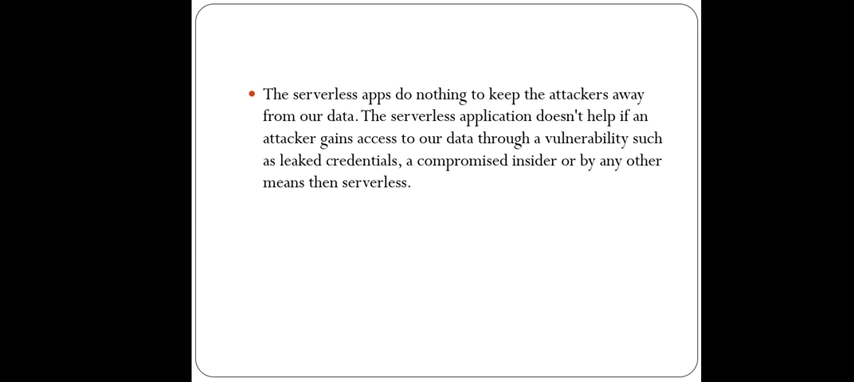 The serverless apps do nothing to keep the attackers away
from our data. The serverless application doesn't help if an
attacker gains access to our data through a vulnerability such
as leaked credentials, a compromised insider or by any other
means then serverless.